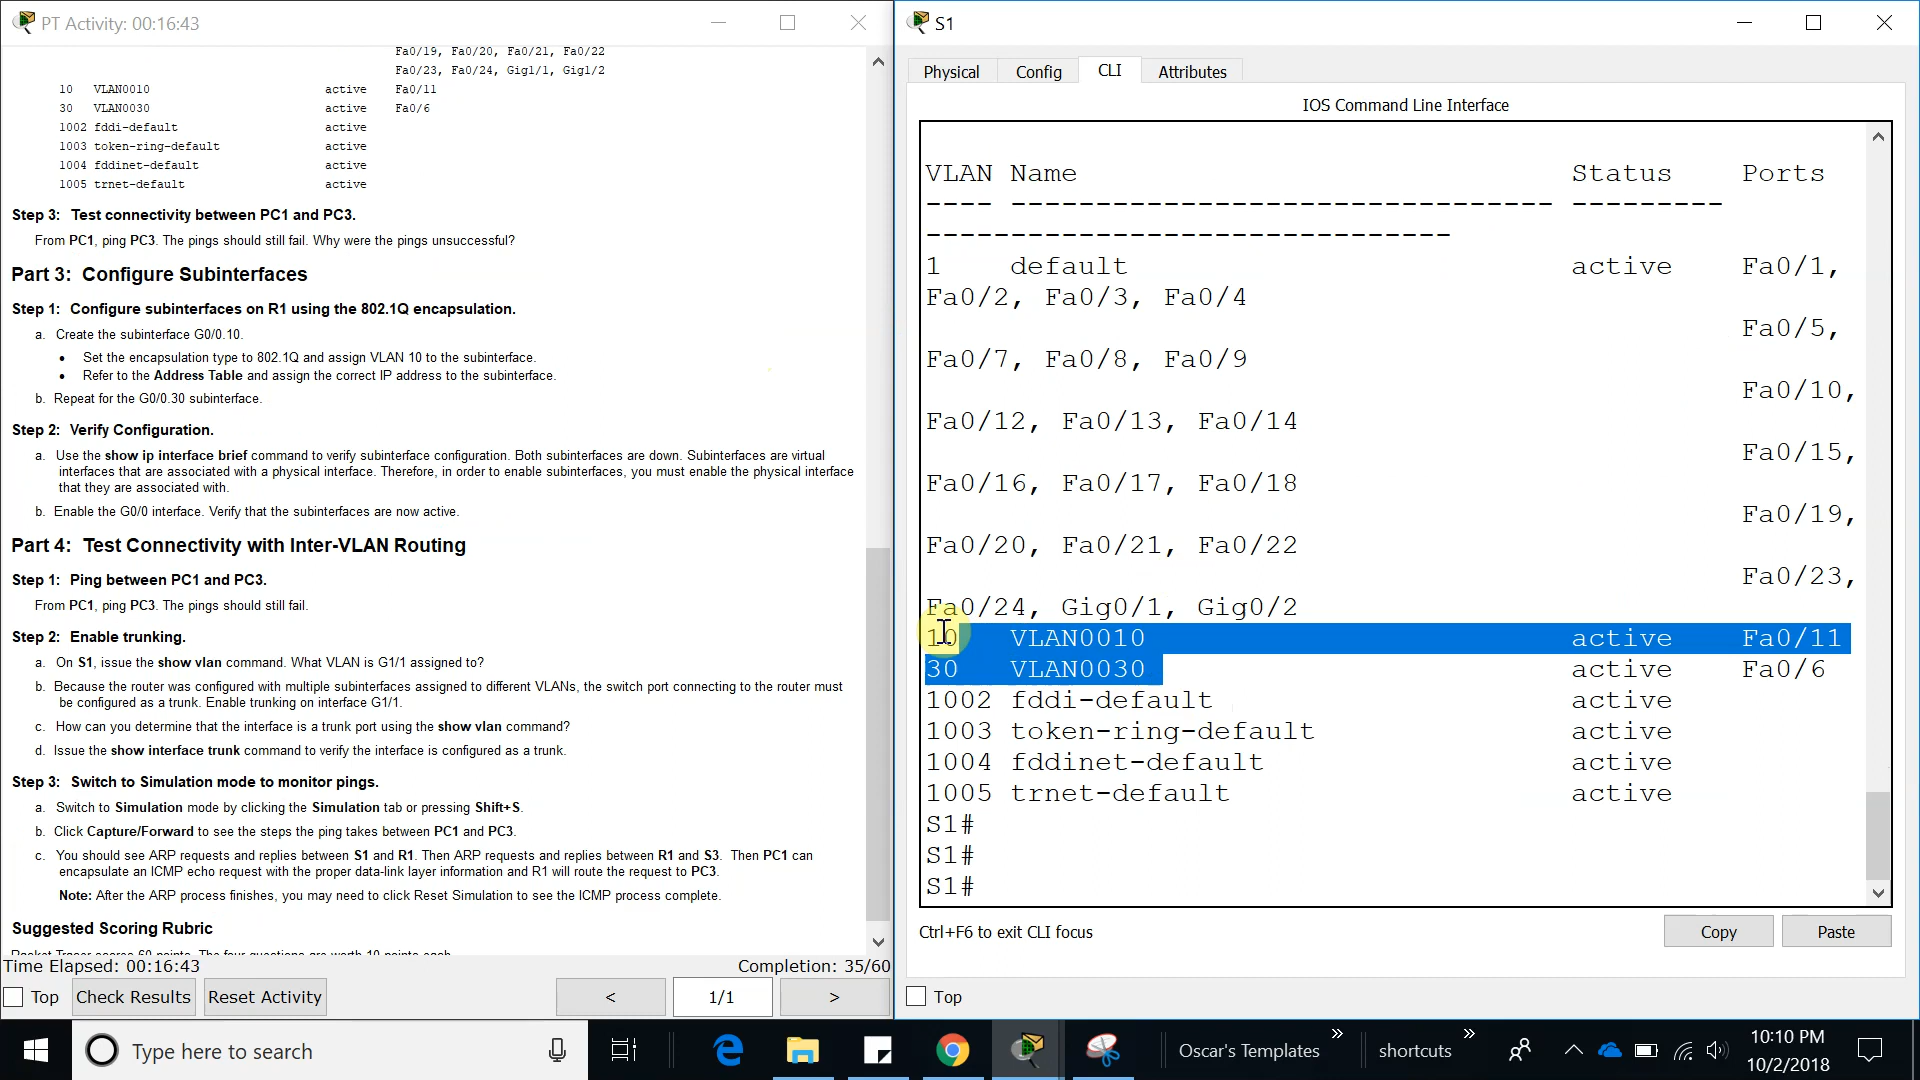 PT Activity: 00:16:43
Fa0/19, Fa0/20, Fa0/21, Fa0/22
Fa0/23, Fa0/24, Gig1/1, Gig1/2
10 VLAN0010 active Fa0/11
30 VLAN0030 active Fa0/6
1002 fddi-default active
1003 token-ring-default active
1004 fddinet-default active
1005 trnet-default active
Step 3: Test connectivity between PC1 and PC3.
From PC1, ping PC3. The pings should still fail. Why were the pings unsuccessful?
Part 3: Configure Subinterfaces
Step 1: Configure subinterfaces on R1 using the 802.1Q encapsulation.
a. Create the subinterface G0/0.10.
• Set the encapsulation type to 802.1Q and assign VLAN 10 to the subinterface.
• Refer to the Address Table and assign the correct IP address to the subinterface.
b. Repeat for the G0/0.30 subinterface.
Step 2: Verify Configuration.
a. Use the show ip interface brief command to verify subinterface configuration. Both subinterfaces are down. Subinterfaces are virtual
interfaces that are associated with a physical interface. Therefore, in order to enable subinterfaces, you must enable the physical interface
that they are associated with.
b. Enable the G0/0 interface. Verify that the subinterfaces are now active.
Part 4: Test Connectivity with Inter-VLAN Routing
Step 1: Ping between PC1 and PC3.
From PC1, ping PC3. The pings should still fail.
Step 2: Enable trunking.
a. On S1, issue the show vlan command. What VLAN is G1/1 assigned to?
b. Because the router was configured with multiple subinterfaces assigned to different VLANs, the switch port connecting to the router must
be configured as a trunk. Enable trunking on interface G1/1.
c. How can you determine that the interface is a trunk port using the show vlan command?
d. Issue the show interface trunk command to verify the interface is configured as a trunk.
Step 3: Switch to Simulation mode to monitor pings.
a. Switch to Simulation mode by clicking the Simulation tab or pressing Shift+S.
b. Click Capture/Forward to see the steps the ping takes between PC1 and PC3.
c. You should see ARP requests and replies between S1 and R1. Then ARP requests and replies between R1 and S3. Then PC1 can
encapsulate an ICMP echo request with the proper data-link layer information and R1 will route the request to PC3.
Note: After the ARP process finishes, you may need to click Reset Simulation to see the ICMP process complete.
Suggested Scoring Rubric
Packet Tracer scores 60 points. The four questions are worth 10 points each.
Time Elapsed: 00:16:43 Completion: 35/60
Top Check Results Reset Activity < 1/1 >
S1
Physical Config CLI Attributes
IOS Command Line Interface
VLAN Name Status Ports
---- -------------------------------- ---------
-------------------------------
1 default active Fa0/1,
Fa0/2, Fa0/3, Fa0/4
Fa0/5,
Fa0/7, Fa0/8, Fa0/9
Fa0/10,
Fa0/12, Fa0/13, Fa0/14
Fa0/15,
Fa0/16, Fa0/17, Fa0/18
Fa0/19,
Fa0/20, Fa0/21, Fa0/22
Fa0/23,
Fa0/24, Gig0/1, Gig0/2
10 VLAN0010 active Fa0/11
30 VLAN0030 active Fa0/6
1002 fddi-default active
1003 token-ring-default active
1004 fddinet-default active
1005 trnet-default active
S1#
S1#
S1#
Ctrl+F6 to exit CLI focus Copy Paste
Top
Type here to search
Oscar's Templates » shortcuts »
10:10 PM
10/2/2018